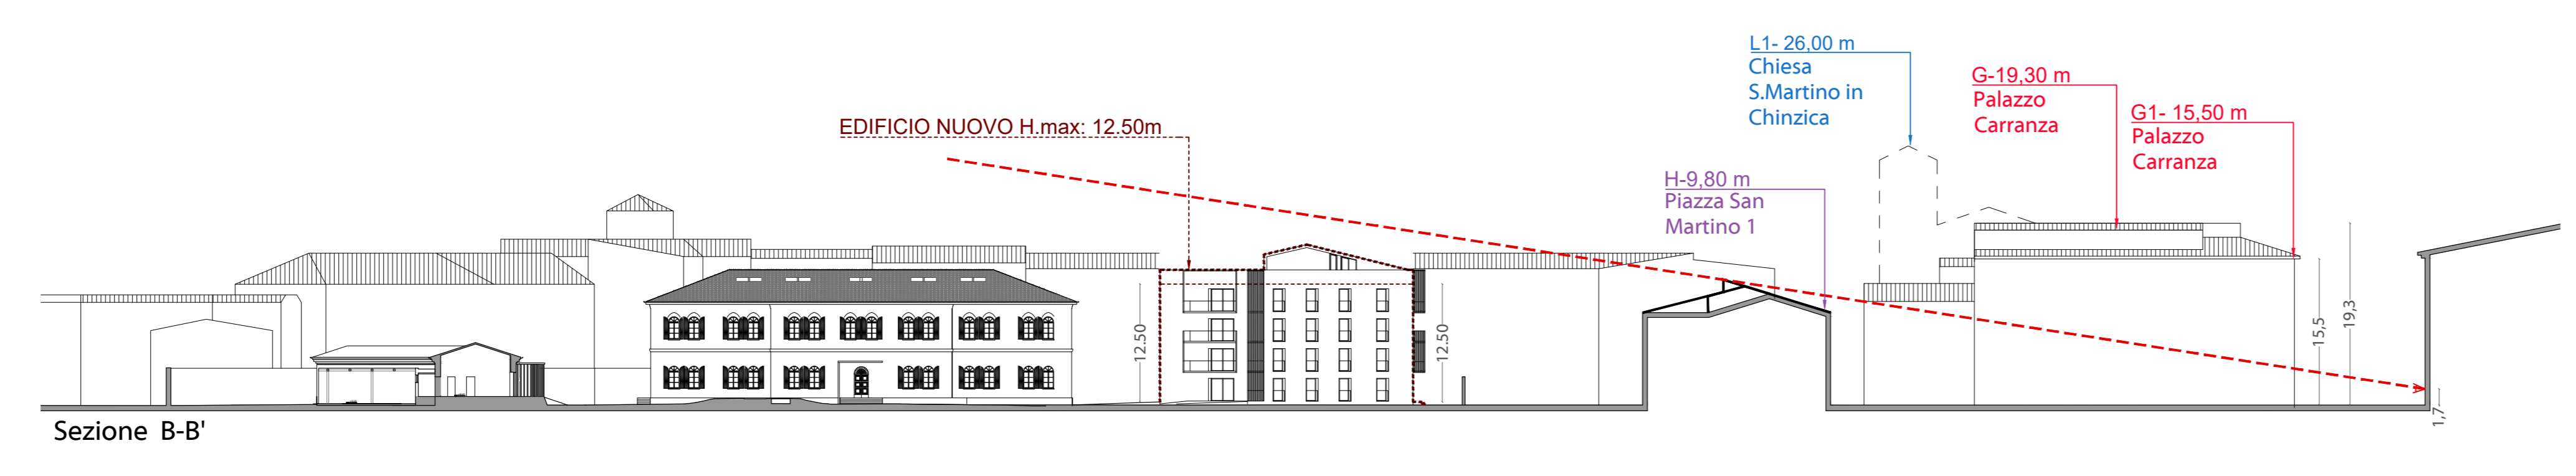 L1- 26,00 m
Chiesa
S.Martino in
Chinzica
G-19,30 m
Palazzo
Carranza
G1- 15,50 m
Palazzo
Carranza
EDIFICIO NUOVO H.max: 12.50m
H-9,80 m
Piazza San
Martino 1
12.50
12.50
15,5
19,3
1,7
Sezione B-B'